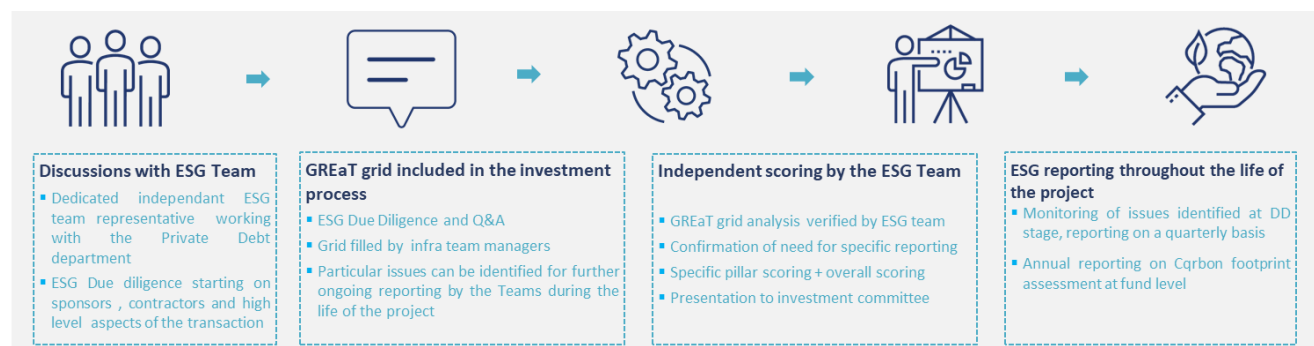 Discussions with ESG Team
▪ Dedicated independant ESG
team representative working
with the Private Debt
department
▪ ESG Due diligence starting on
sponsors , contractors and high
level aspects of the transaction
GREaT grid included in the investment
process
▪ ESG Due Diligence and Q&A
▪ Grid filled by infra team managers
▪ Particular issues can be identified for further
ongoing reporting by the Teams during the
life of the project
Independent scoring by the ESG Team
▪ GREaT grid analysis verified by ESG team
▪ Confirmation of need for specific reporting
▪ Specific pillar scoring + overall scoring
▪ Presentation to investment committee
ESG reporting throughout the life of
the project
▪ Monitoring of issues identified at DD
stage, reporting on a quarterly basis
▪ Annual reporting on Cqrbon footprint
assessment at fund level